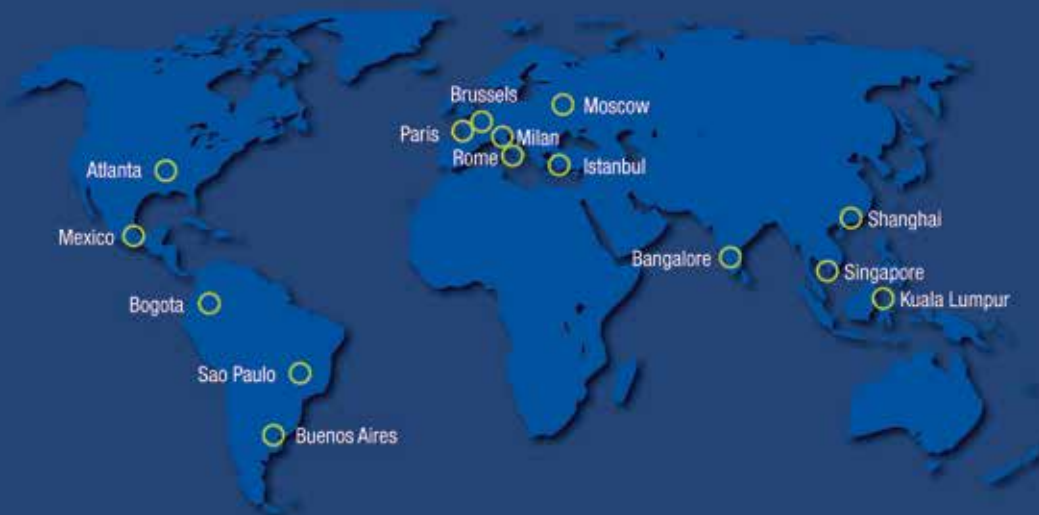 Brussels
Moscow
Paris
Milan
Rome
Istanbul
Atlanta
Shanghai
Mexico
Bangalore
Singapore
Kuala Lumpur
Bogota
Sao Paulo
Buenos Aires